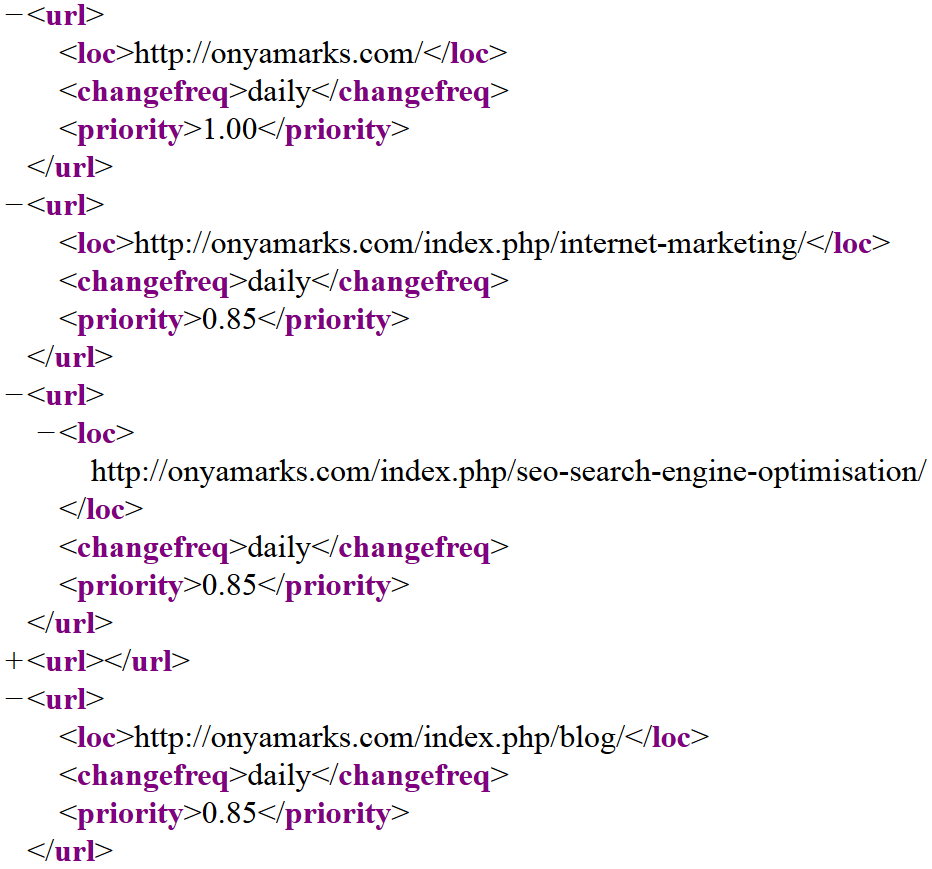 −<url>
<loc>http://onyamarks.com/</loc>
<changefreq>daily</changefreq>
<priority>1.00</priority>
</url>
−<url>
<loc>http://onyamarks.com/index.php/internet-marketing/</loc>
<changefreq>daily</changefreq>
<priority>0.85</priority>
</url>
−<url>
−<loc>
http://onyamarks.com/index.php/seo-search-engine-optimisation/
</loc>
<changefreq>daily</changefreq>
<priority>0.85</priority>
</url>
+<url></url>
−<url>
<loc>http://onyamarks.com/index.php/blog/</loc>
<changefreq>daily</changefreq>
<priority>0.85</priority>
</url>